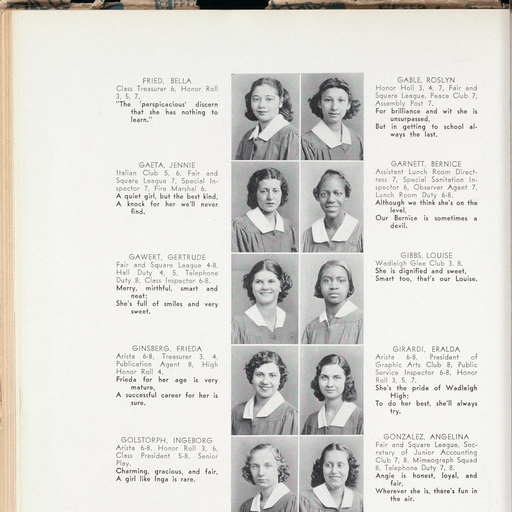 FRIED, BELLA
Class Treasurer 6, Honor Roll
3, 5, 7.
"The 'perspicacious' discern
that she has nothing to
learn."
GABLE, ROSLYN
Honor Holl 3, 4, 7, Fair and
Square League, Peace Club 7,
Assembly Post 7.
For brilliance and wit she is
unsurpassed,
But in getting to school al-
ways the last.
GAETA, JENNIE
Italian Club 5, 6, Fair and
Square League 7, Special In-
spector 7, Fire Marshal 6.
A quiet girl, but the best kind,
A knock for her we'll never
find.
GARNETT, BERNICE
Assistant Lunch Room Direct-
ress 7, Special Sanitation In-
spector 6, Observer Agent 7,
Lunch Room Duty 6-8.
Although we think she's on the
level,
Our Bernice is sometimes a
devil.
GAWERT, GERTRUDE
Fair and Square League 4-8,
Hall Duty 4, 5, Telephone
Duty 8, Class Inspector 6-8.
Merry, mirthful, smart and
neat;
She's full of smiles and very
sweet.
GIBBS, LOUISE
Wadleigh Glee Club 3, 8.
She is dignified and sweet,
Smart too, that's our Louise.
GINSBERG, FRIEDA
Arista 6-8, Treasurer 3, 4,
Publication Agent 8, High
Honor Roll 4.
Frieda for her age is very
mature,
A successful career for her is
sure.
GIRARDI, ERALDA
Arista 6-8, President of
Graphic Arts Club 8, Public
Service Inspector 6-8, Honor
Roll 3, 5, 7.
She's the pride of Wadleigh
High;
To do her best, she'll always
try.
GOLSTORPH, INGEBORG
Arista 6-8, Honor Roll 3, 6,
Class President 5-8, Senior
Play.
Charming, gracious, and fair,
A girl like Inga is rare.
GONZALEZ, ANGELINA
Fair and Square League, Sec-
retary of Junior Accounting
Club 7, 8, Mimeograph Squad
8, Telephone Duty 7, 8.
Angie is honest, loyal, and
fair,
Wherever she is, there's fun in
the air.